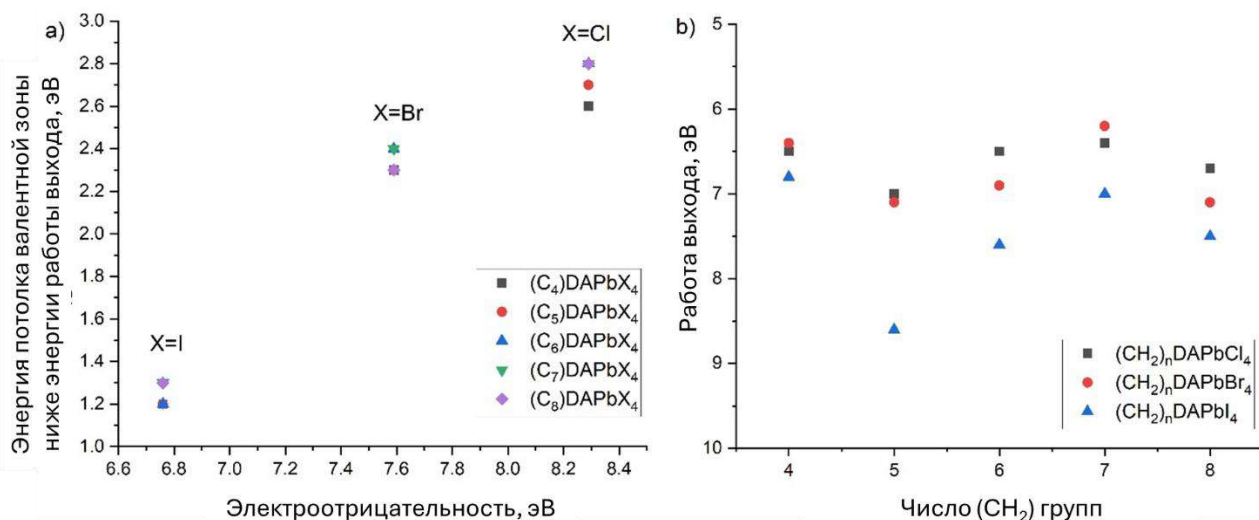 a)
Энергия потолка валентной зоны
ниже энергии работы выхода, эВ
3.0
2.8
2.6
2.4
2.2
2.0
1.8
1.6
1.4
1.2
1.0
X=I
X=Br
X=Cl
(C₄)DAPbX₄
(C₅)DAPbX₄
(C₆)DAPbX₄
(C₇)DAPbX₄
(C₈)DAPbX₄
6.6 6.8 7.0 7.2 7.4 7.6 7.8 8.0 8.2 8.4
Электроотрицательность, эВ
b)
Работа выхода, эВ
5
6
7
8
9
10
(CH₂)ₙDAPbCl₄
(CH₂)ₙDAPbBr₄
(CH₂)ₙDAPbI₄
4 5 6 7 8
Число (CH₂) групп